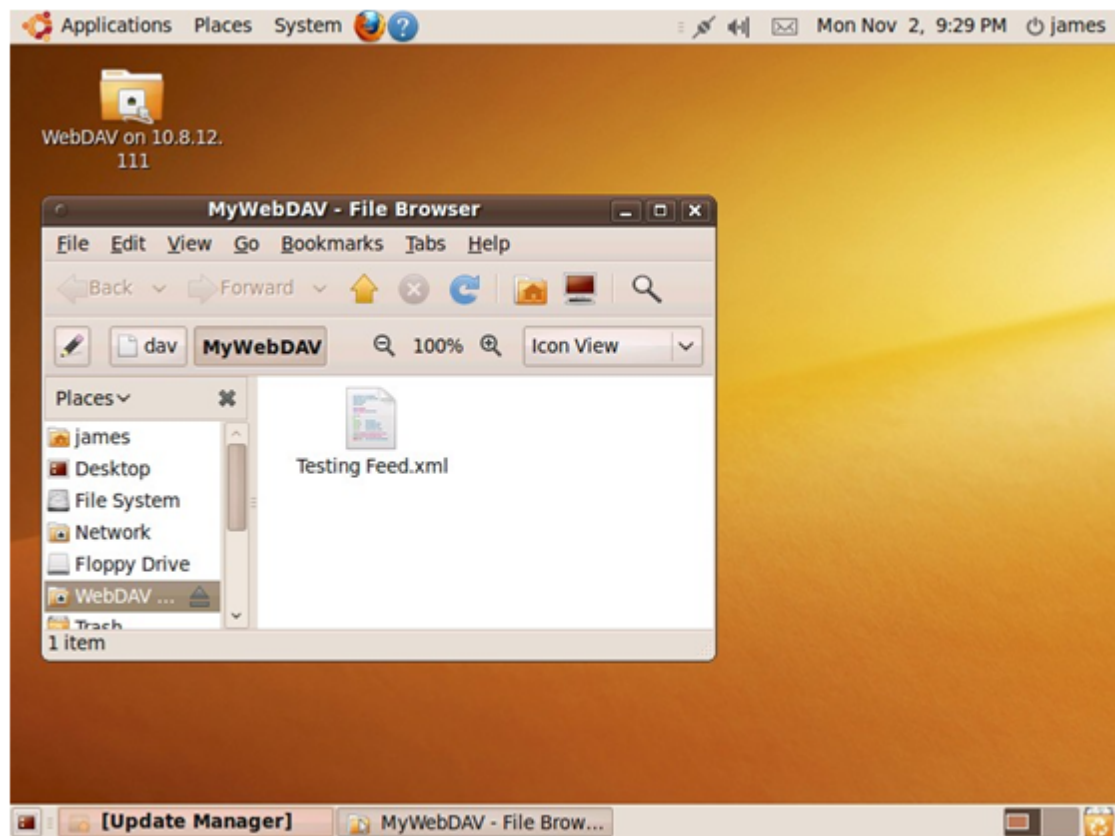 Applications Places System ? Mon Nov 2, 9:29 PM james
WebDAV on 10.8.12.
111
MyWebDAV - File Browser
File Edit View Go Bookmarks Tabs Help
Back Forward
dav MyWebDAV 100% Icon View
Places
james
Desktop
File System
Network
Floppy Drive
WebDAV ...
Trash
Testing Feed.xml
1 item
[Update Manager] MyWebDAV - File Brow...